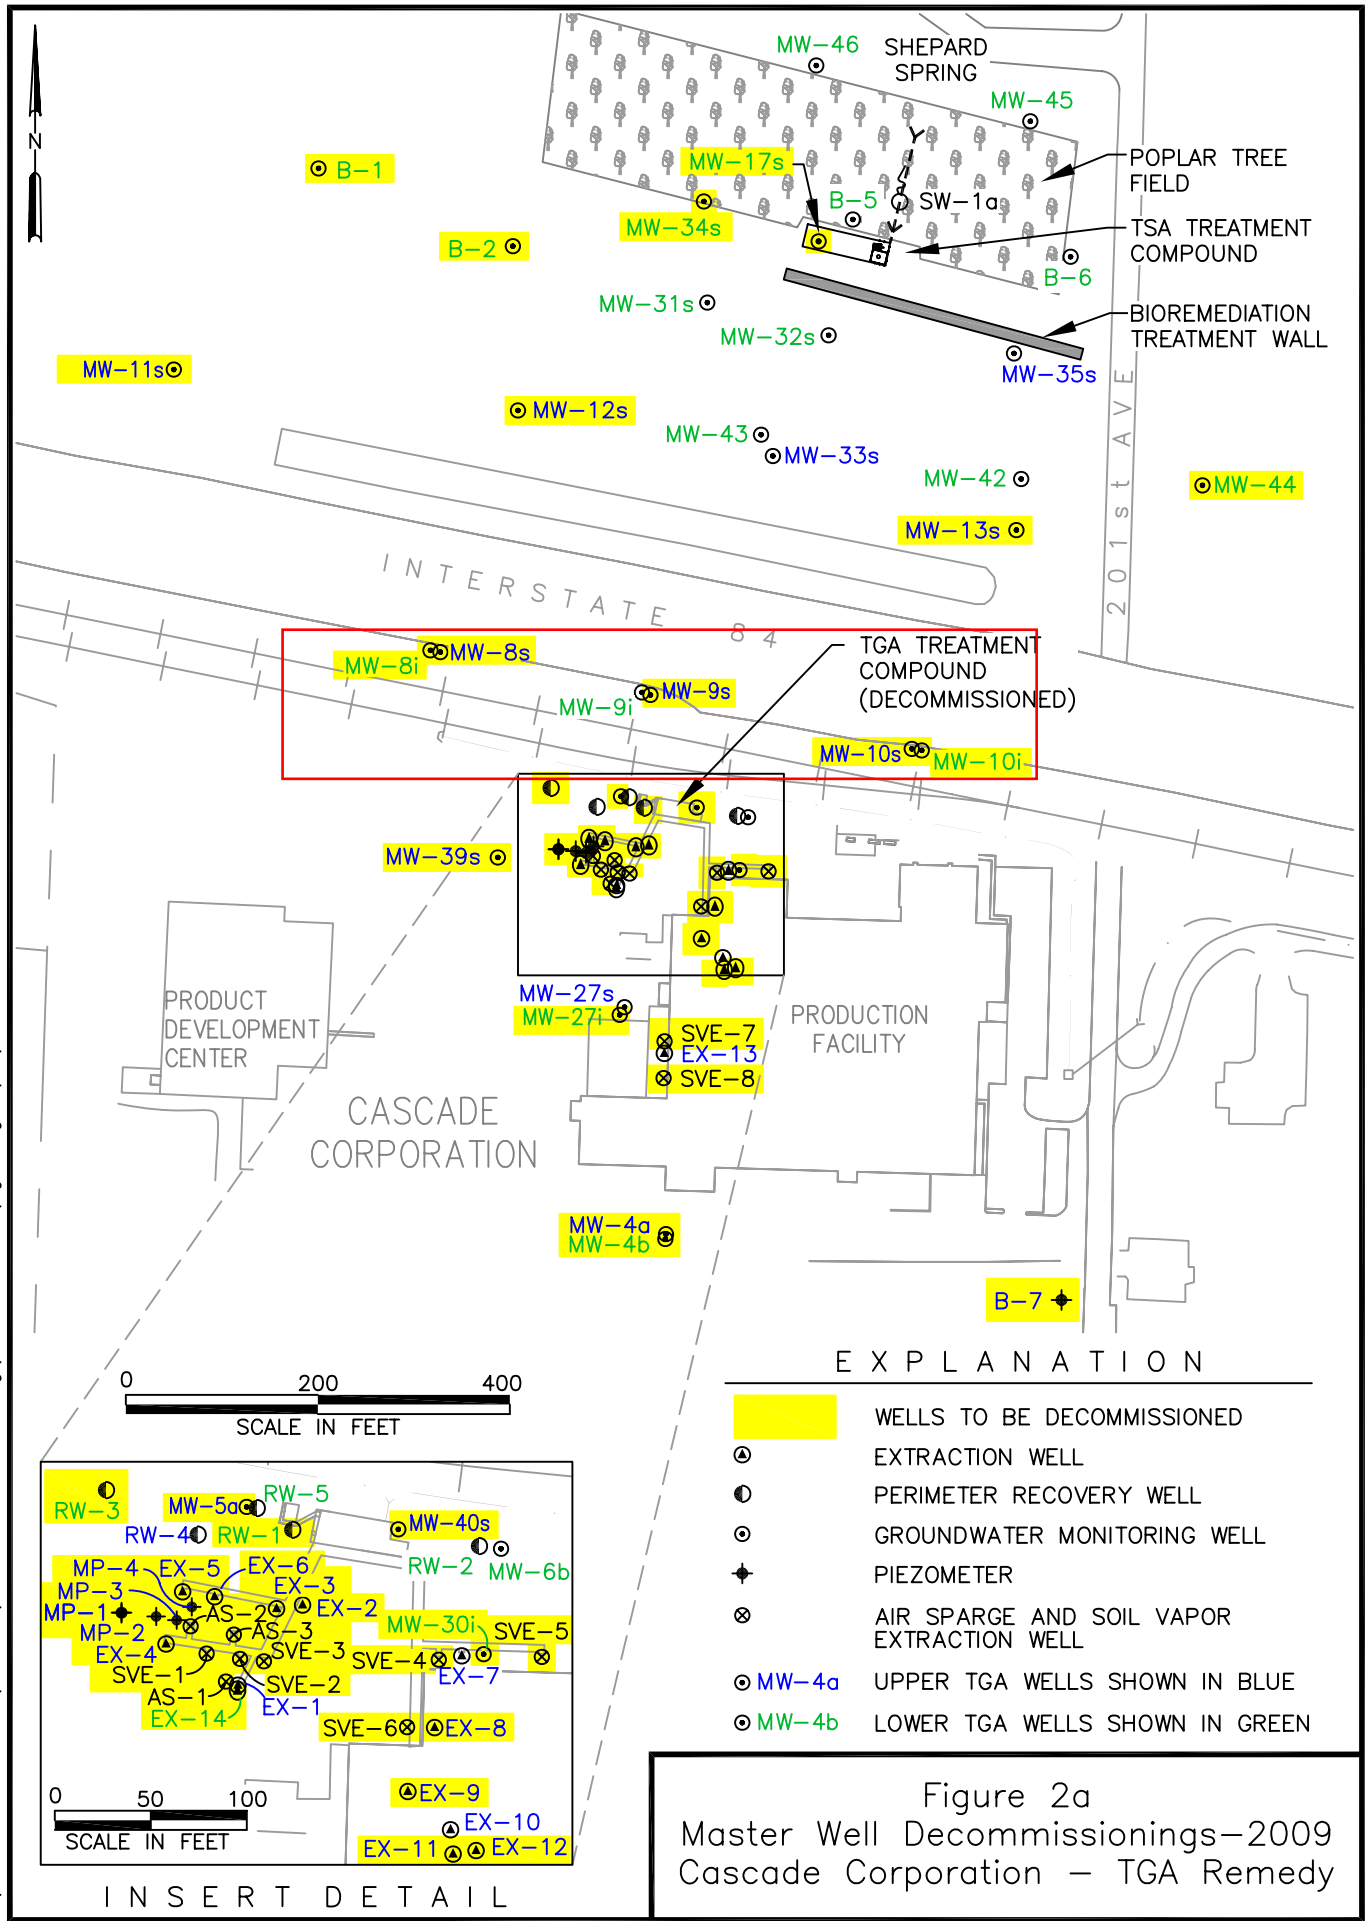 MW-46
SHEPARD
SPRING
MW-45
N
B-1
MW-17s
POPLAR TREE
FIELD
B-5
SW-1a
MW-34s
TSA TREATMENT
COMPOUND
B-2
B-6
MW-31s
BIOREMEDIATION
TREATMENT WALL
MW-32s
MW-11s
MW-35s
MW-12s
MW-43
MW-33s
MW-42
MW-44
MW-13s
201st AVE
INTERSTATE 84
TGA TREATMENT
COMPOUND
(DECOMMISSIONED)
MW-8s
MW-8i
MW-9s
MW-9i
MW-10s
MW-10i
MW-39s
MW-27s
MW-27i
PRODUCT
DEVELOPMENT
CENTER
PRODUCTION
FACILITY
SVE-7
EX-13
SVE-8
CASCADE
CORPORATION
MW-4a
MW-4b
B-7
EXPLANATION
WELLS TO BE DECOMMISSIONED
EXTRACTION WELL
PERIMETER RECOVERY WELL
GROUNDWATER MONITORING WELL
PIEZOMETER
AIR SPARGE AND SOIL VAPOR
EXTRACTION WELL
MW-4a UPPER TGA WELLS SHOWN IN BLUE
MW-4b LOWER TGA WELLS SHOWN IN GREEN
0 200 400
SCALE IN FEET
RW-3
MW-5a
RW-5
RW-4
RW-1
MW-40s
RW-2
MW-6b
MP-4
EX-5
EX-6
MP-3
EX-3
MP-1
AS-2
EX-2
MP-2
AS-3
MW-30i
SVE-5
EX-4
SVE-3
SVE-1
SVE-4
EX-7
SVE-2
AS-1
EX-1
EX-14
SVE-6
EX-8
EX-9
EX-10
EX-11
EX-12
0 50 100
SCALE IN FEET
INSERT DETAIL
Figure 2a
Master Well Decommissionings-2009
Cascade Corporation - TGA Remedy